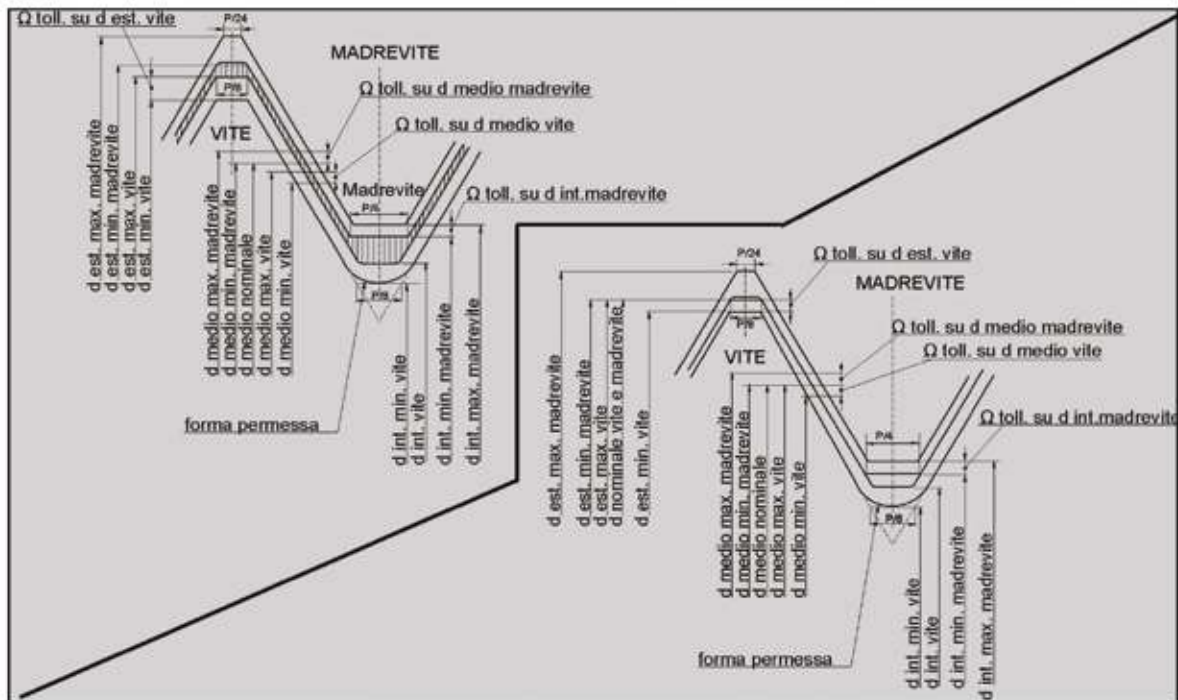 Ω toll. su d est. vite
P/24
MADREVITE
Ω toll. su d medio madrevite
P/8
Ω toll. su d medio vite
VITE
Madrevite
Ω toll. su d int.madrevite
P/4
d est. max. madrevite
d est. min. madrevite
d est. max. vite
d est. min. vite
d medio max. madrevite
d medio min. madrevite
d medio nominale
d medio max. vite
d medio min. vite
P/8
d int. min. vite
d int. vite
d int. min. madrevite
d int. max. madrevite
forma permessa
P/24
Ω toll. su d est. vite
MADREVITE
P/8
Ω toll. su d medio madrevite
VITE
Ω toll. su d medio vite
Ω toll. su d int.madrevite
P/4
d est. max. madrevite
d est. min. madrevite
d est. max. vite
d nominale vite e madrevite
d est. min. vite
d medio max. madrevite
d medio min. madrevite
d medio nominale
d medio max. vite
d medio min. vite
P/8
d int. min. vite
d int. vite
d int. min. madrevite
d int. max. madrevite
forma permessa